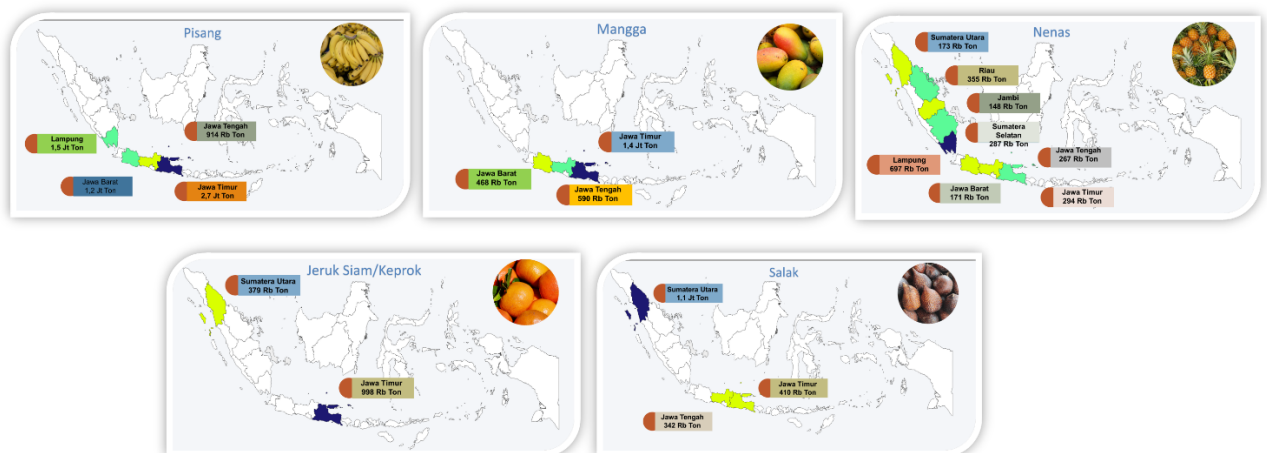 Pisang
Lampung
1,5 Jt Ton
Jawa Tengah
914 Rb Ton
Jawa Barat
1,2 Jt Ton
Jawa Timur
2,7 Jt Ton
Mangga
Jawa Timur
1,4 Jt Ton
Jawa Barat
468 Rb Ton
Jawa Tengah
590 Rb Ton
Nenas
Sumatera Utara
173 Rb Ton
Riau
355 Rb Ton
Jambi
148 Rb Ton
Sumatera
Selatan
287 Rb Ton
Jawa Tengah
267 Rb Ton
Lampung
697 Rb Ton
Jawa Barat
171 Rb Ton
Jawa Timur
294 Rb Ton
Jeruk Siam/Keprok
Sumatera Utara
379 Rb Ton
Jawa Timur
998 Rb Ton
Salak
Sumatera Utara
1,1 Jt Ton
Jawa Timur
410 Rb Ton
Jawa Tengah
342 Rb Ton